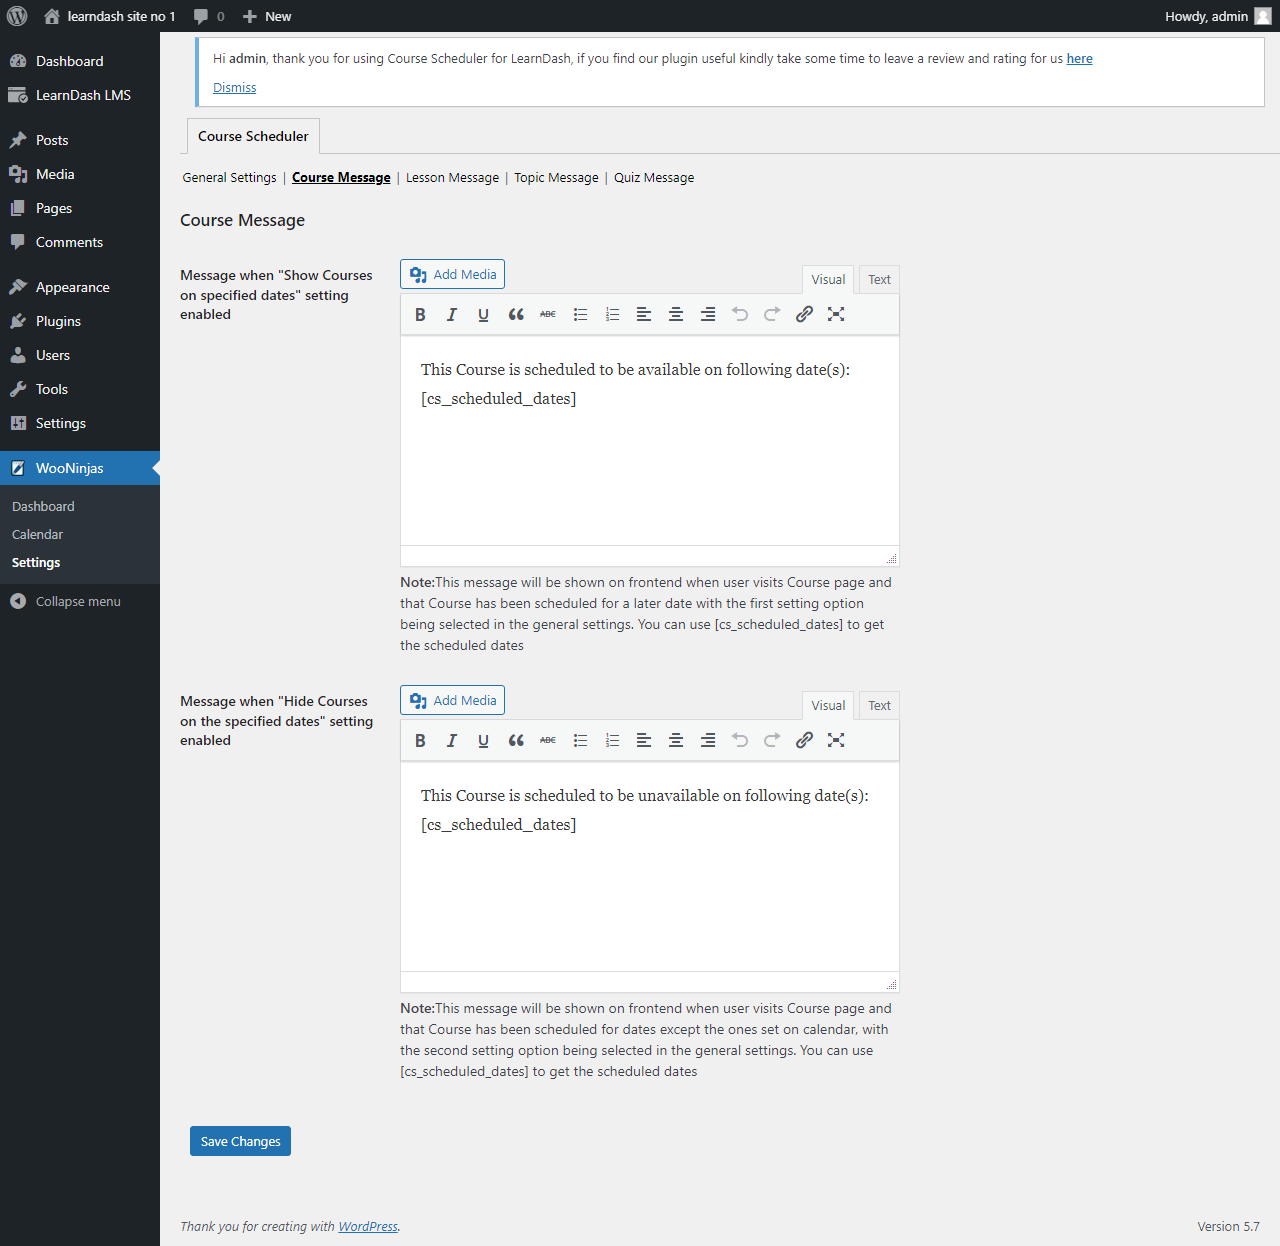 learndash site no 1 0 New Howdy, admin
Dashboard
LearnDash LMS
Posts
Media
Pages
Comments
Appearance
Plugins
Users
Tools
Settings
WooNinjas
Dashboard
Calendar
Settings
Collapse menu
Hi admin, thank you for using Course Scheduler for LearnDash, if you find our plugin useful kindly take some time to leave a review and rating for us here
Dismiss
Course Scheduler
General Settings | Course Message | Lesson Message | Topic Message | Quiz Message
Course Message
Message when "Show Courses
on specified dates" setting
enabled
Add Media
Visual Text
B I U ABC
This Course is scheduled to be available on following date(s):
[cs_scheduled_dates]
Note:This message will be shown on frontend when user visits Course page and
that Course has been scheduled for a later date with the first setting option
being selected in the general settings. You can use [cs_scheduled_dates] to get
the scheduled dates
Message when "Hide Courses
on the specified dates" setting
enabled
Add Media
Visual Text
B I U ABC
This Course is scheduled to be unavailable on following date(s):
[cs_scheduled_dates]
Note:This message will be shown on frontend when user visits Course page and
that Course has been scheduled for dates except the ones set on calendar, with
the second setting option being selected in the general settings. You can use
[cs_scheduled_dates] to get the scheduled dates
Save Changes
Thank you for creating with WordPress. Version 5.7